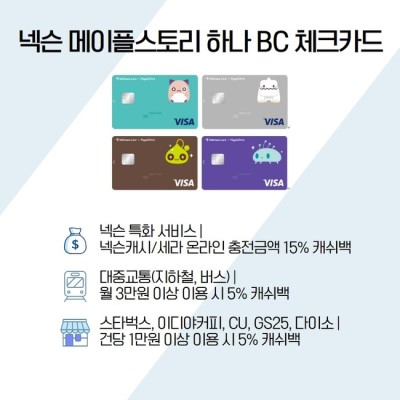 넥슨 메이플스토리 하나 BC 체크카드
VISA
VISA
VISA
VISA
넥슨 특화 서비스 |
넥슨캐시/세라 온라인 충전금액 15% 캐쉬백
대중교통(지하철, 버스) |
월 3만원 이상 이용 시 5% 캐쉬백
스타벅스, 이디야커피, CU, GS25, 다이소 |
건당 1만원 이상 이용 시 5% 캐쉬백